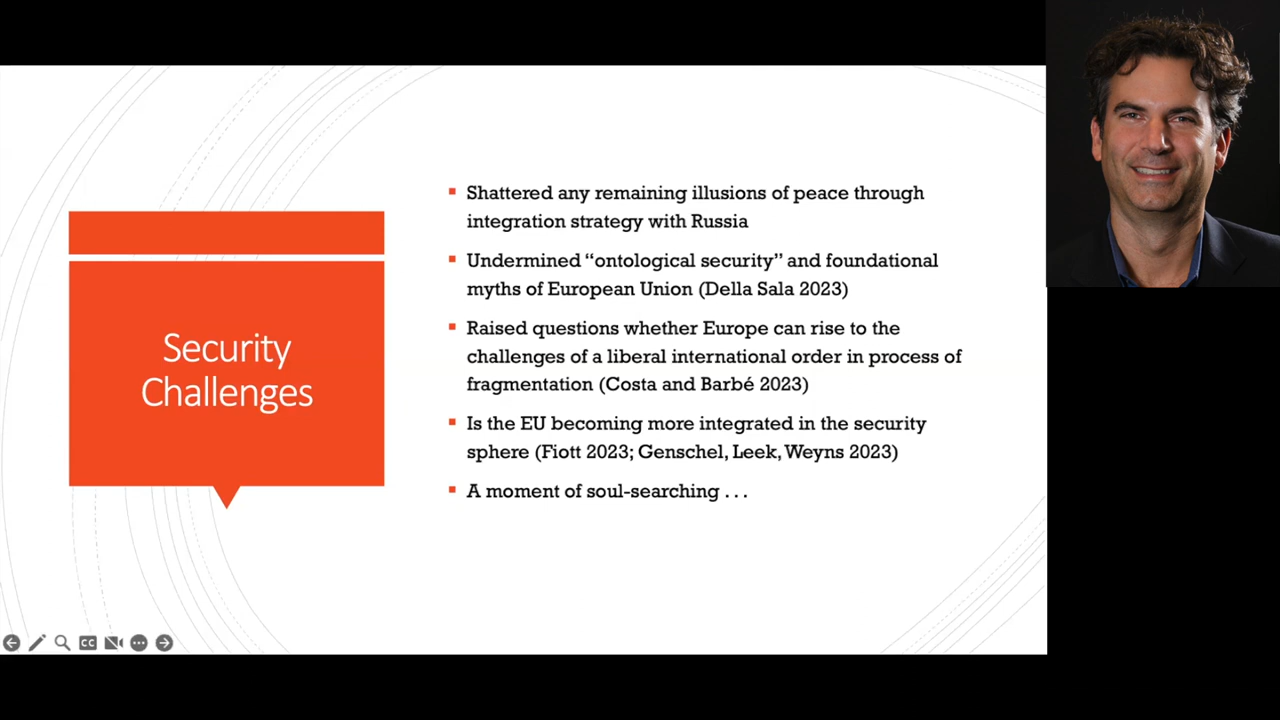 Security
Challenges
Shattered any remaining illusions of peace through
integration strategy with Russia
Undermined “ontological security” and foundational
myths of European Union (Della Sala 2023)
Raised questions whether Europe can rise to the
challenges of a liberal international order in process of
fragmentation (Costa and Barbé 2023)
Is the EU becoming more integrated in the security
sphere (Fiott 2023; Genschel, Leek, Weyns 2023)
A moment of soul-searching . . .
CC